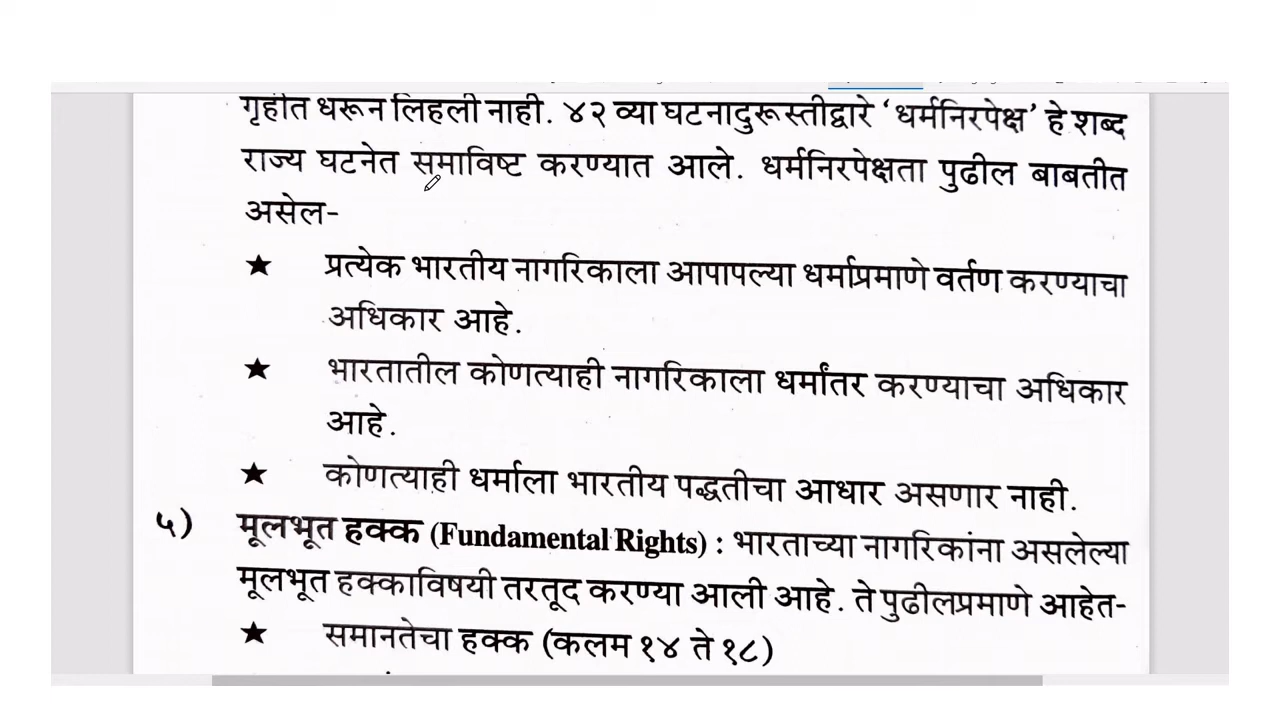 गृहीत धरून लिहली नाही. ४२ व्या घटनादुरूस्तीद्वारे ‘धर्मनिरपेक्ष’ हे शब्द
राज्य घटनेत समाविष्ट करण्यात आले. धर्मनिरपेक्षता पुढील बाबतीत
असेल-
★ प्रत्येक भारतीय नागरिकाला आपापल्या धर्माप्रमाणे वर्तण करण्याचा
अधिकार आहे.
★ भारतातील कोणत्याही नागरिकाला धर्मांतर करण्याचा अधिकार
आहे.
★ कोणत्याही धर्माला भारतीय पद्धतीचा आधार असणार नाही.
५) मूलभूत हक्क (Fundamental Rights) : भारताच्या नागरिकांना असलेल्या
मूलभूत हक्काविषयी तरतूद करण्या आली आहे. ते पुढीलप्रमाणे आहेत-
★ समानतेचा हक्क (कलम १४ ते १८)